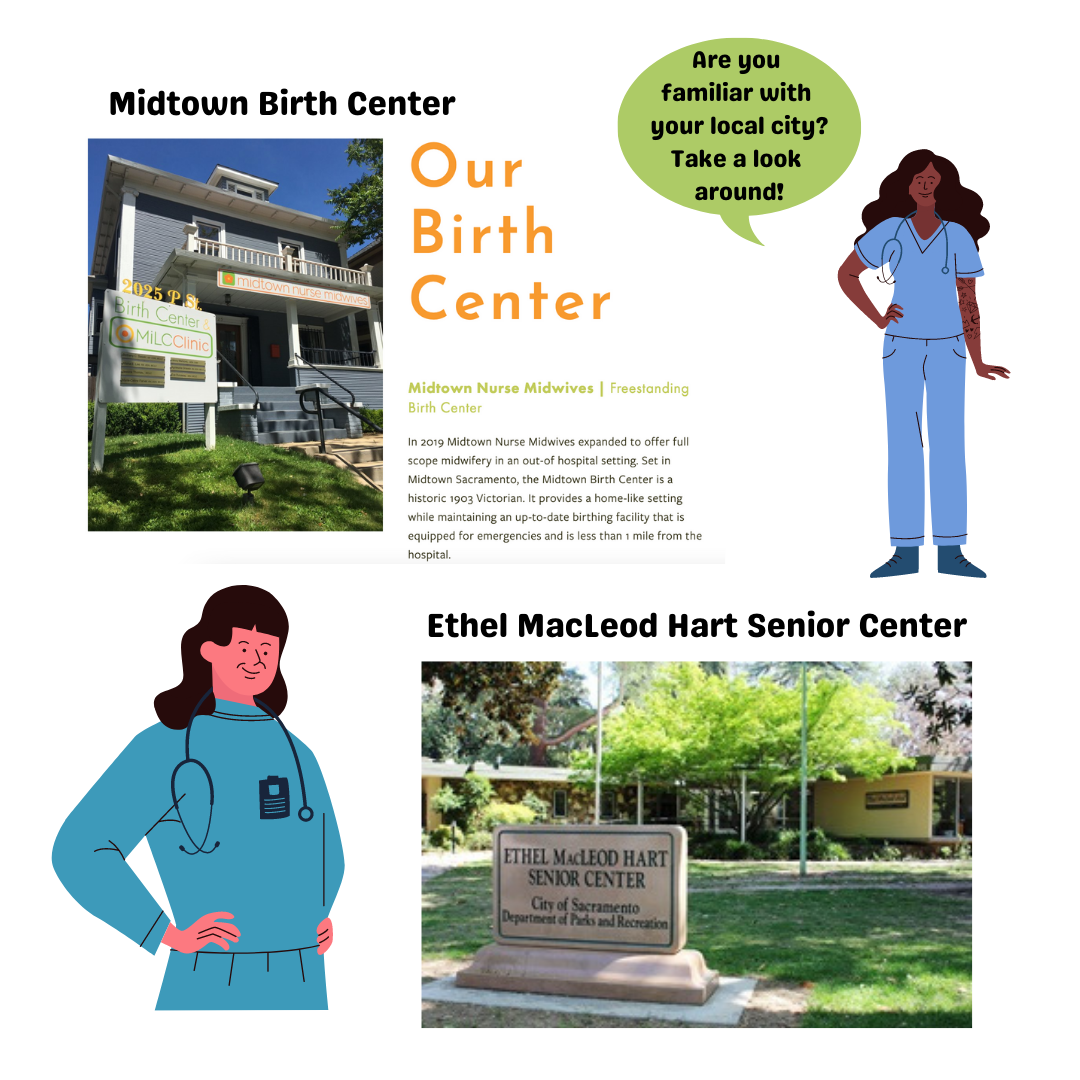 Midtown Birth Center
Are you
familiar with
your local city?
Take a look
around!
2025 P St.
Birth Center &
MiLCClinic
midtown nurse midwives
Our
Birth
Center
Midtown Nurse Midwives | Freestanding
Birth Center
In 2019 Midtown Nurse Midwives expanded to offer full
scope midwifery in an out-of hospital setting. Set in
Midtown Sacramento, the Midtown Birth Center is a
historic 1903 Victorian. It provides a home-like setting
while maintaining an up-to-date birthing facility that is
equipped for emergencies and is less than 1 mile from the
hospital.
Ethel MacLeod Hart Senior Center
ETHEL MACLEOD HART
SENIOR CENTER
City of Sacramento
Department of Parks and Recreation